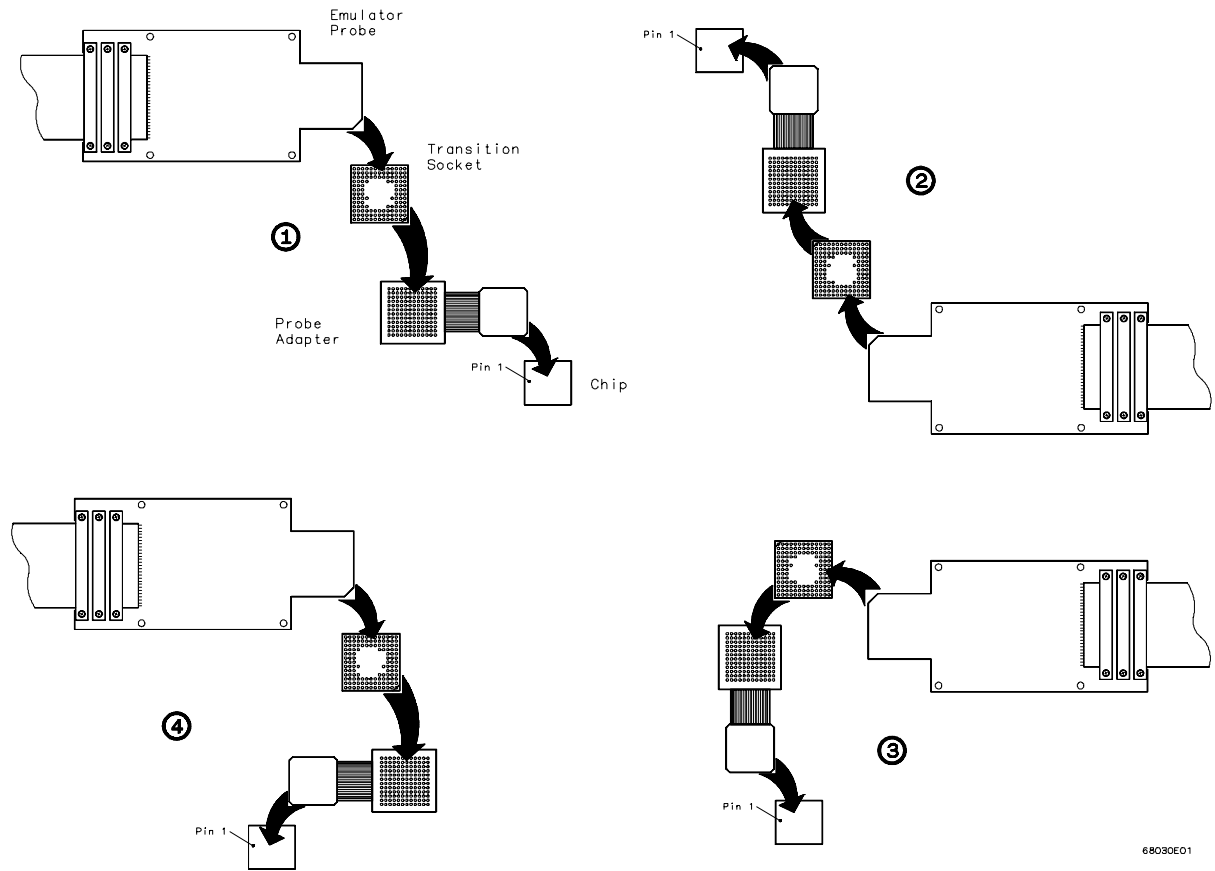 Emulator
Probe
Transition
Socket
1
Probe
Adapter
Pin 1
Chip
Pin 1
2
4
Pin 1
3
Pin 1
68030E01